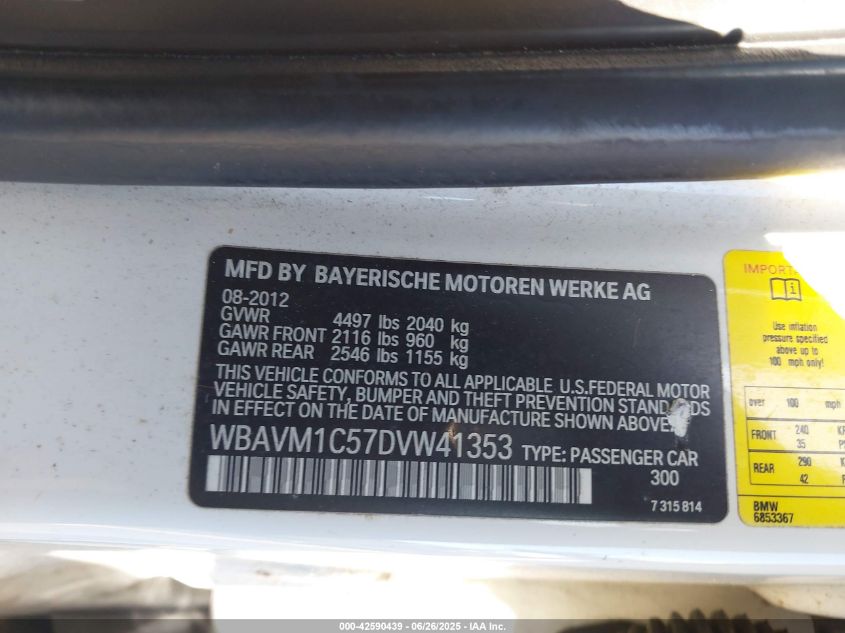 MFD BY BAYERISCHE MOTOREN WERKE AG
08-2012
GVWR 4497 lbs 2040 kg
GAWR FRONT 2116 lbs 960 kg
GAWR REAR 2546 lbs 1155 kg
THIS VEHICLE CONFORMS TO ALL APPLICABLE U.S.FEDERAL MOTOR
VEHICLE SAFETY, BUMPER AND THEFT PREVENTION STANDARDS
IN EFFECT ON THE DATE OF MANUFACTURE SHOWN ABOVE.
WBAVM1C57DVW41353 TYPE: PASSENGER CAR
300
7 315 814
Use inflation
pressure specified
above up to
100 mph only!
over 100 mph
FRONT 240
35
REAR 290
42
BMW
6853367
000-42590439 - 06/26/2025 - IAA Inc.